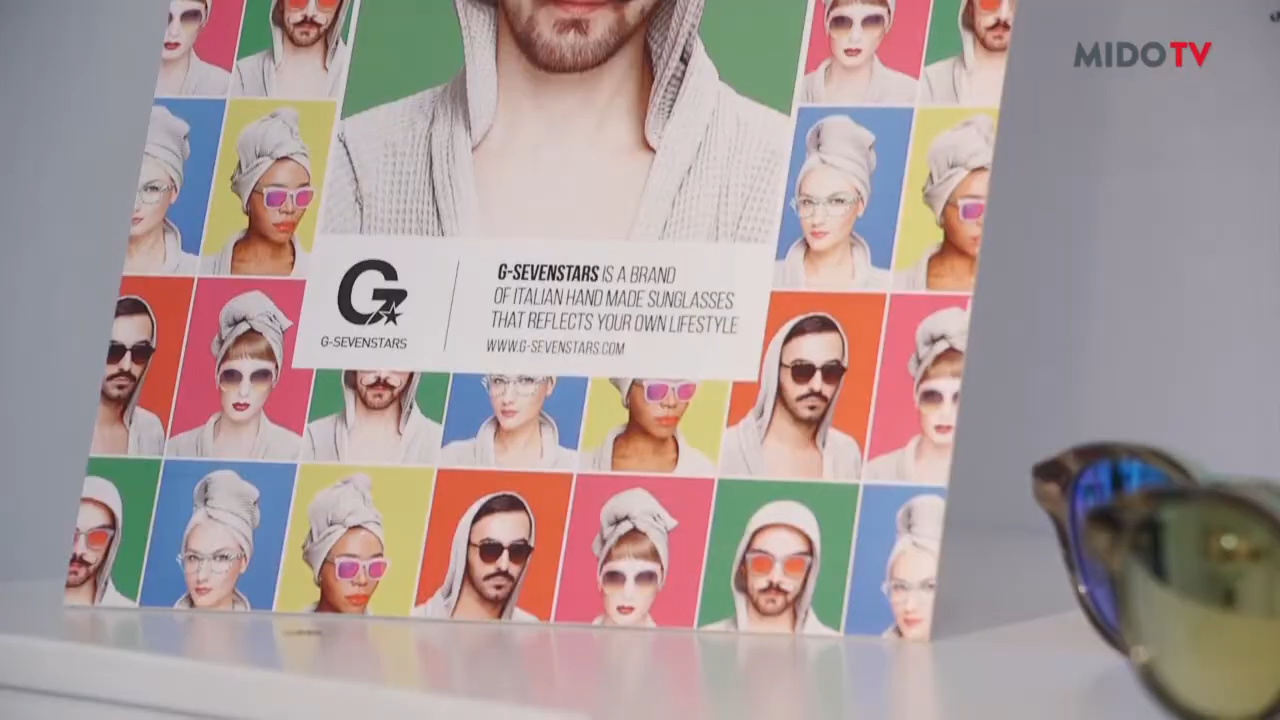 MIDOTV
G-SEVENSTARS IS A BRAND
OF ITALIAN HAND MADE SUNGLASSES
THAT REFLECTS YOUR OWN LIFESTYLE
WWW.G-SEVENSTARS.COM
G-SEVENSTARS